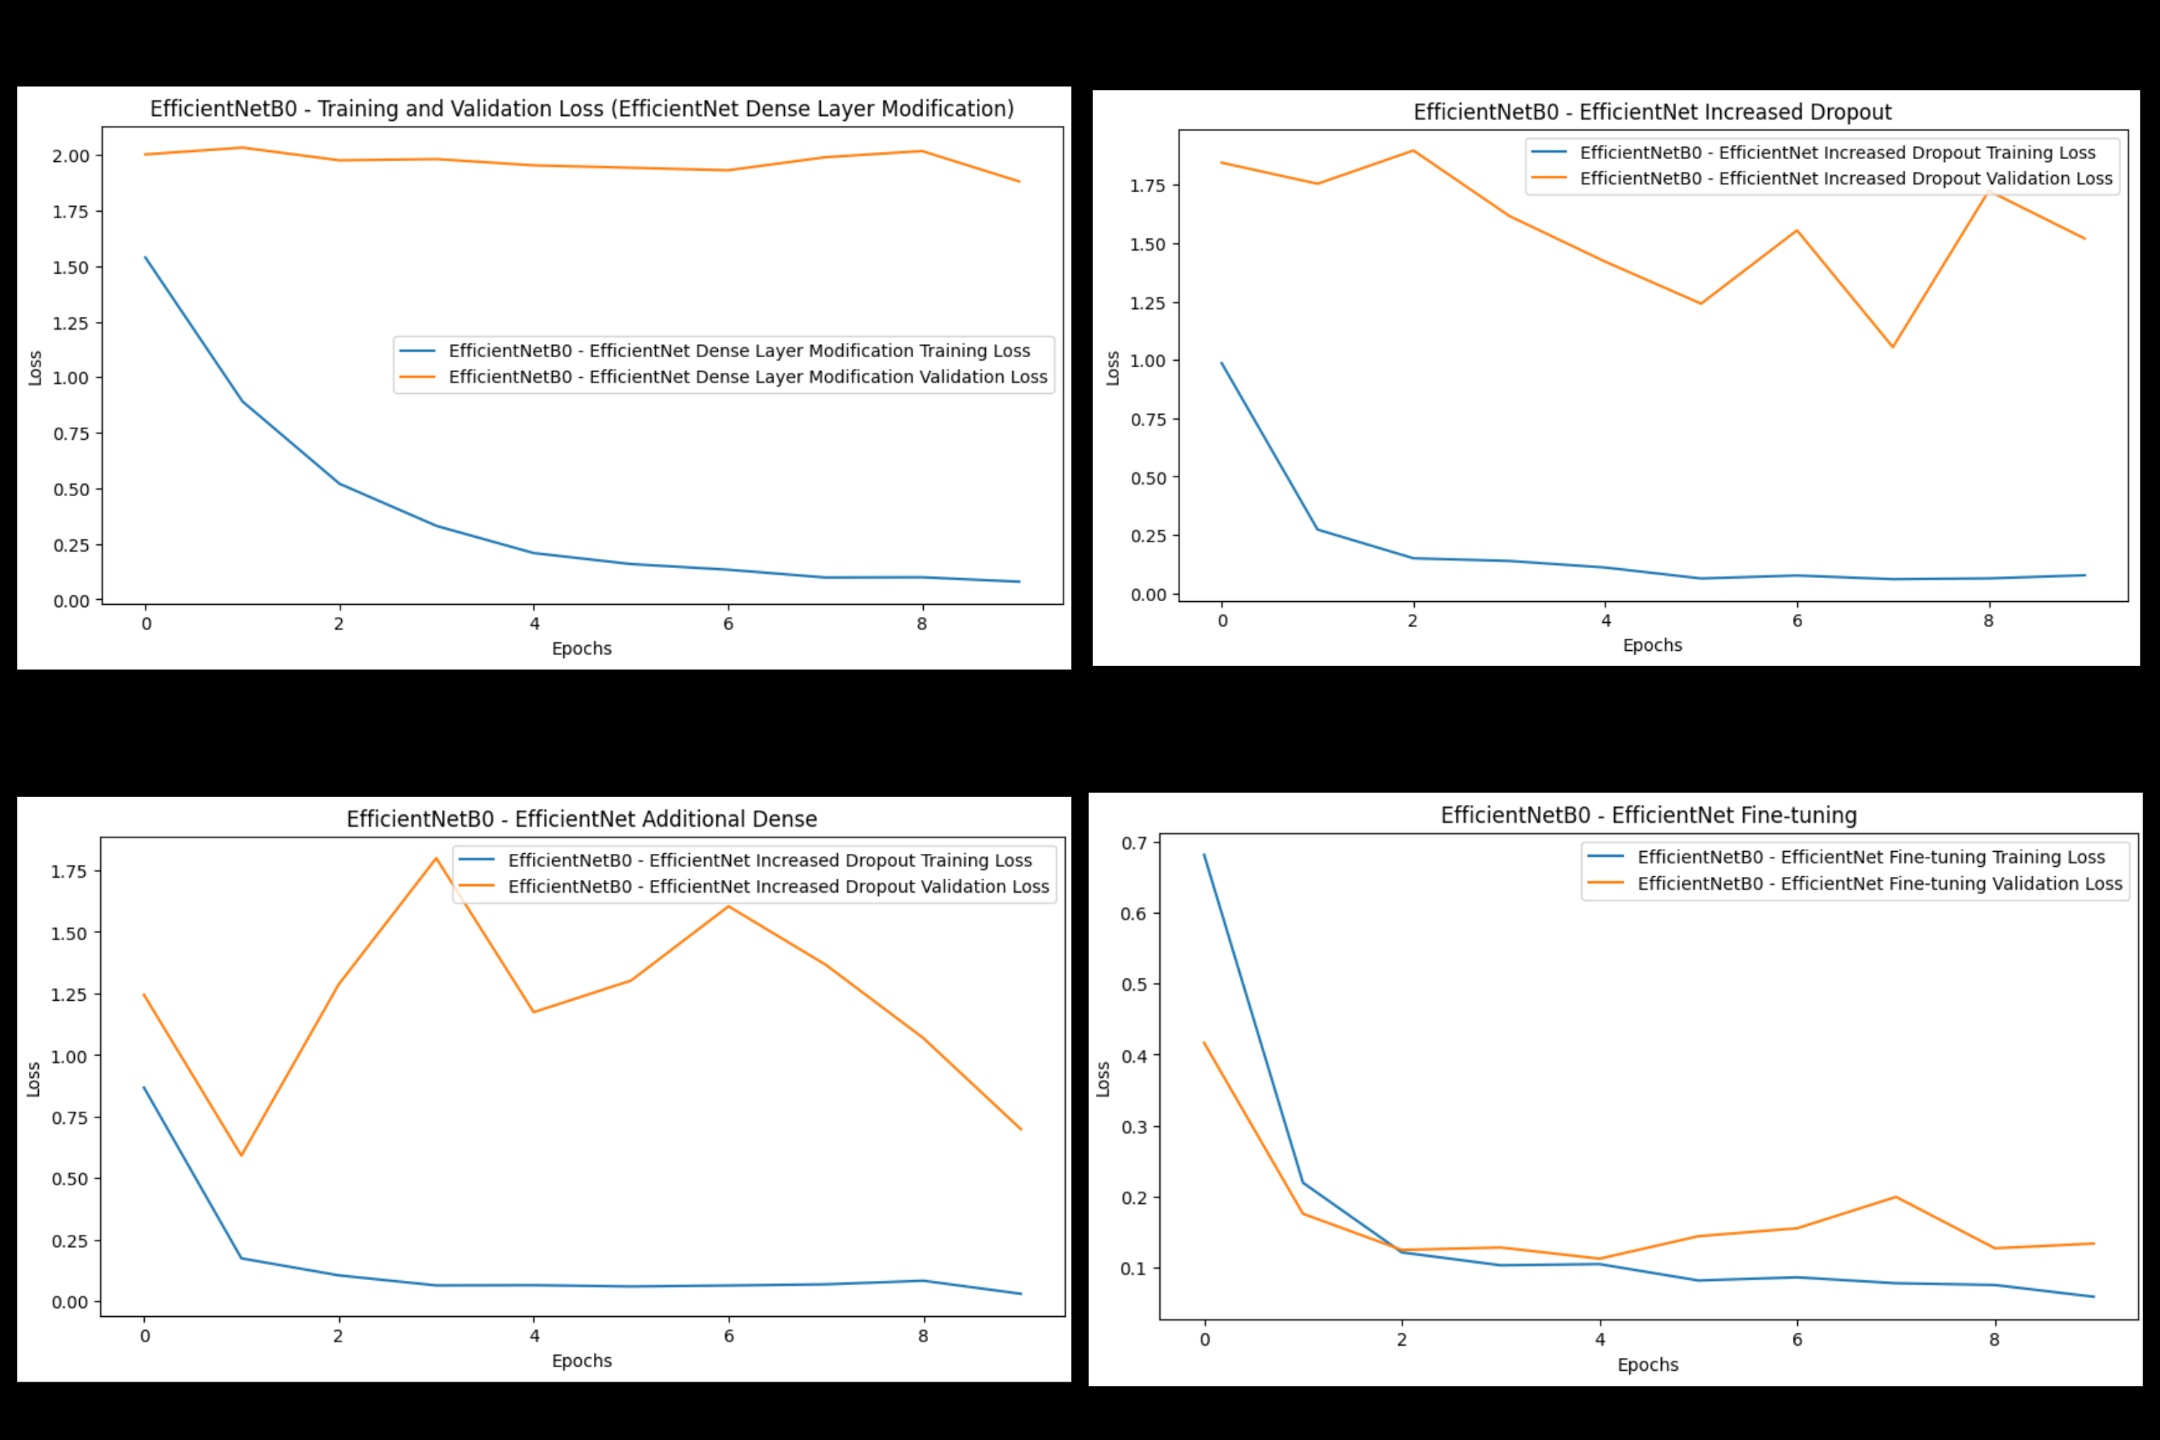 EfficientNetB0 - Training and Validation Loss (EfficientNet Dense Layer Modification)
2.00
1.75
1.50
1.25
1.00
0.75
0.50
0.25
0.00
Loss
EfficientNetB0 - EfficientNet Dense Layer Modification Training Loss
EfficientNetB0 - EfficientNet Dense Layer Modification Validation Loss
0 2 4 6 8
Epochs
EfficientNetB0 - EfficientNet Increased Dropout
EfficientNetB0 - EfficientNet Increased Dropout Training Loss
EfficientNetB0 - EfficientNet Increased Dropout Validation Loss
1.75
1.50
1.25
1.00
0.75
0.50
0.25
0.00
Loss
0 2 4 6 8
Epochs
EfficientNetB0 - EfficientNet Additional Dense
EfficientNetB0 - EfficientNet Increased Dropout Training Loss
EfficientNetB0 - EfficientNet Increased Dropout Validation Loss
1.75
1.50
1.25
1.00
0.75
0.50
0.25
0.00
Loss
0 2 4 6 8
Epochs
EfficientNetB0 - EfficientNet Fine-tuning
EfficientNetB0 - EfficientNet Fine-tuning Training Loss
EfficientNetB0 - EfficientNet Fine-tuning Validation Loss
0.7
0.6
0.5
0.4
0.3
0.2
0.1
Loss
0 2 4 6 8
Epochs